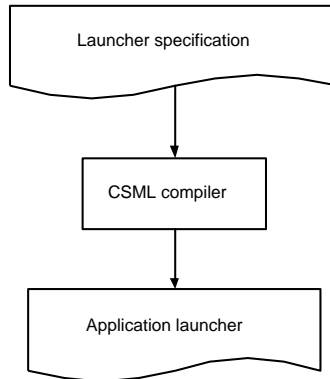 Launcher specification
CSML compiler
Application launcher